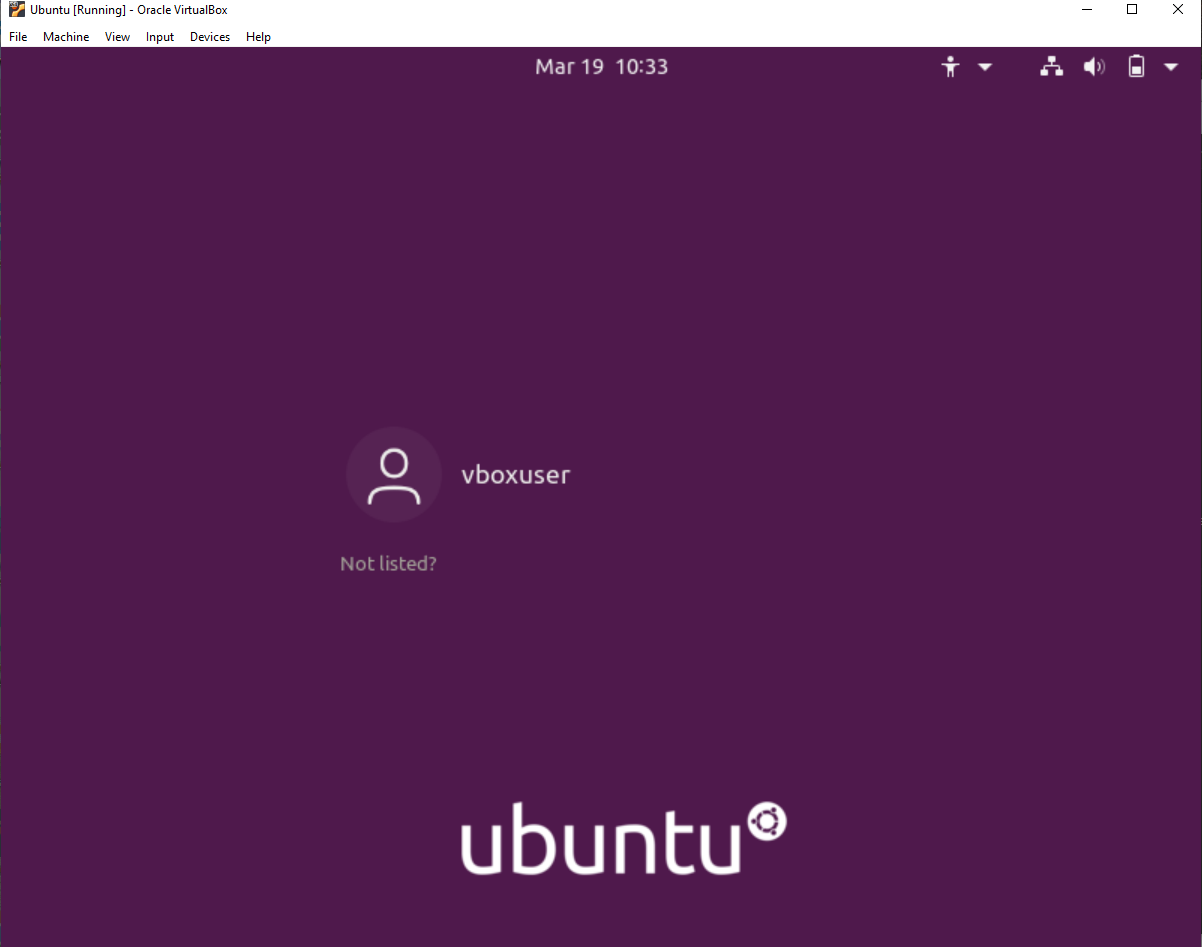 Ubuntu [Running] - Oracle VirtualBox
File Machine View Input Devices Help
Mar 19 10:33
vboxuser
Not listed?
ubuntu